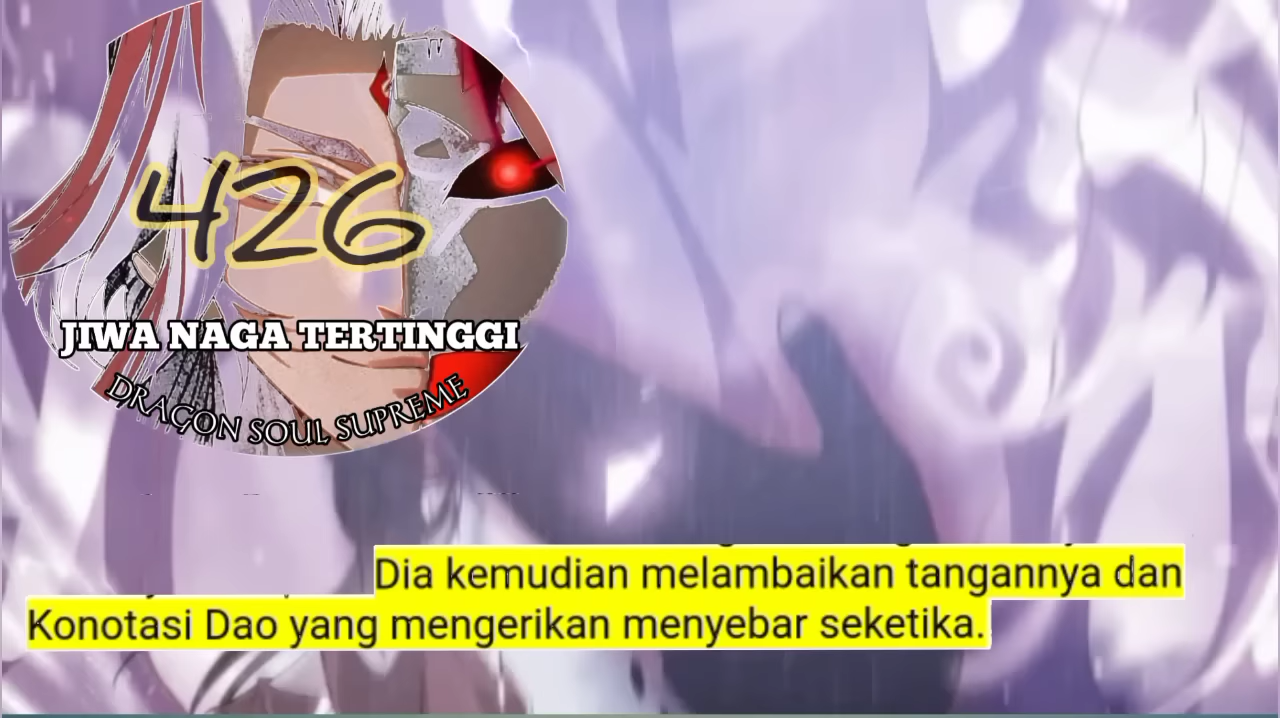 426
JIWA NAGA TERTINGGI
DRAGON SOUL SUPREME
Dia kemudian melambaikan tangannya dan
Konotasi Dao yang mengerikan menyebar seketika.